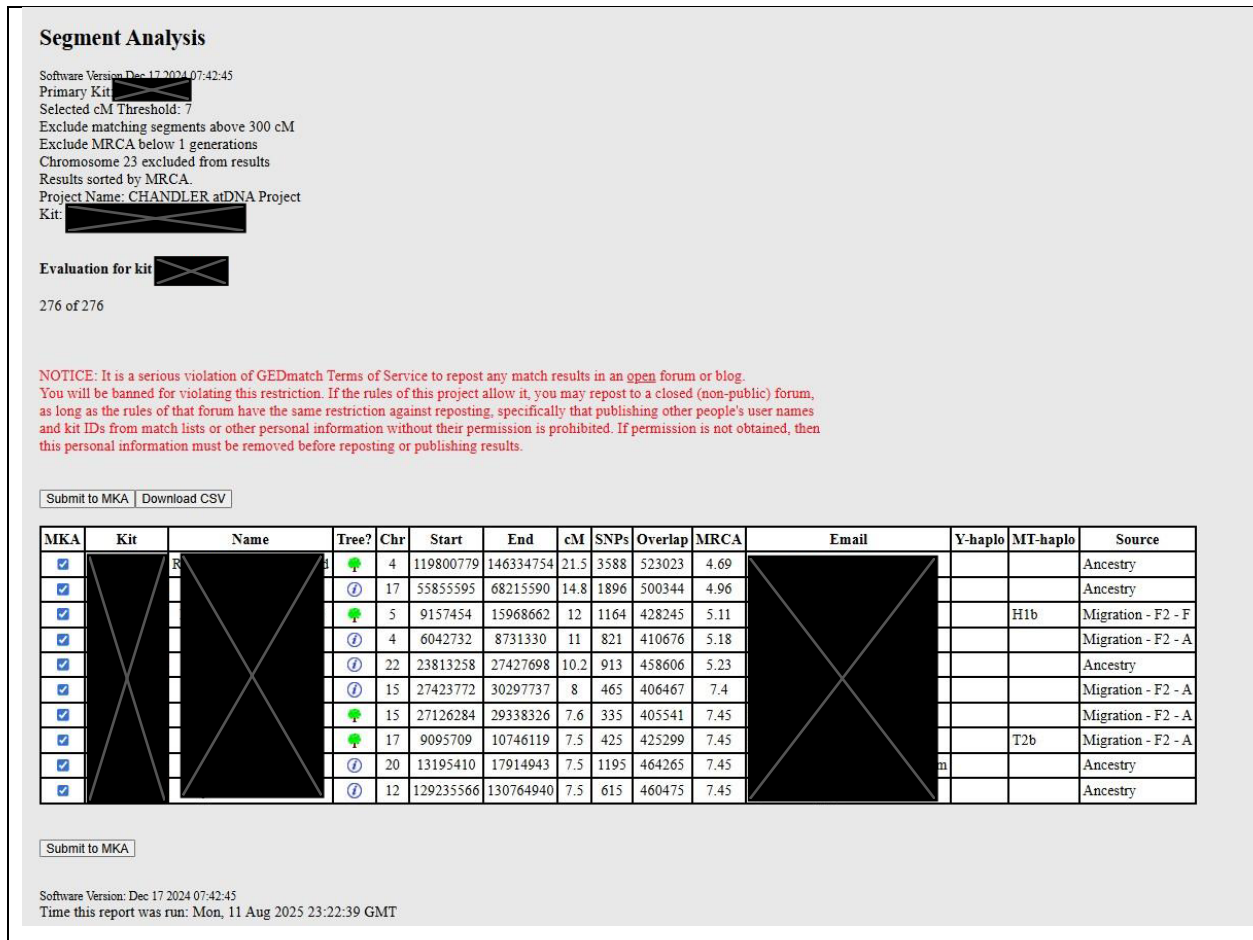 Segment Analysis
Software Version Dec 17 2024 07:42:45
Primary Kit:
Selected cM Threshold: 7
Exclude matching segments above 300 cM
Exclude MRCA below 1 generations
Chromosome 23 excluded from results
Results sorted by MRCA.
Project Name: CHANDLER atDNA Project
Kit:
Evaluation for kit
276 of 276
NOTICE: It is a serious violation of GEDmatch Terms of Service to repost any match results in an open forum or blog.
You will be banned for violating this restriction. If the rules of this project allow it, you may repost to a closed (non-public) forum,
as long as the rules of that forum have the same restriction against reposting, specifically that publishing other people's user names
and kit IDs from match lists or other personal information without their permission is prohibited. If permission is not obtained, then
this personal information must be removed before reposting or publishing results.
Submit to MKA Download CSV
MKA Kit Name Tree? Chr Start End cM SNPs Overlap MRCA Email Y-haplo MT-haplo Source
R d 4 119800779 146334754 21.5 3588 523023 4.69 Ancestry
i 17 55855595 68215590 14.8 1896 500344 4.96 Ancestry
5 9157454 15968662 12 1164 428245 5.11 H1b Migration - F2 - F
i 4 6042732 8731330 11 821 410676 5.18 Migration - F2 - A
i 22 23813258 27427698 10.2 913 458606 5.23 Ancestry
i 15 27423772 30297737 8 465 406467 7.4 Migration - F2 - A
15 27126284 29338326 7.6 335 405541 7.45 Migration - F2 - A
17 9095709 10746119 7.5 425 425299 7.45 T2b Migration - F2 - A
i 20 13195410 17914943 7.5 1195 464265 7.45 m Ancestry
i 12 129235566 130764940 7.5 615 460475 7.45 Ancestry
Submit to MKA
Software Version: Dec 17 2024 07:42:45
Time this report was run: Mon, 11 Aug 2025 23:22:39 GMT